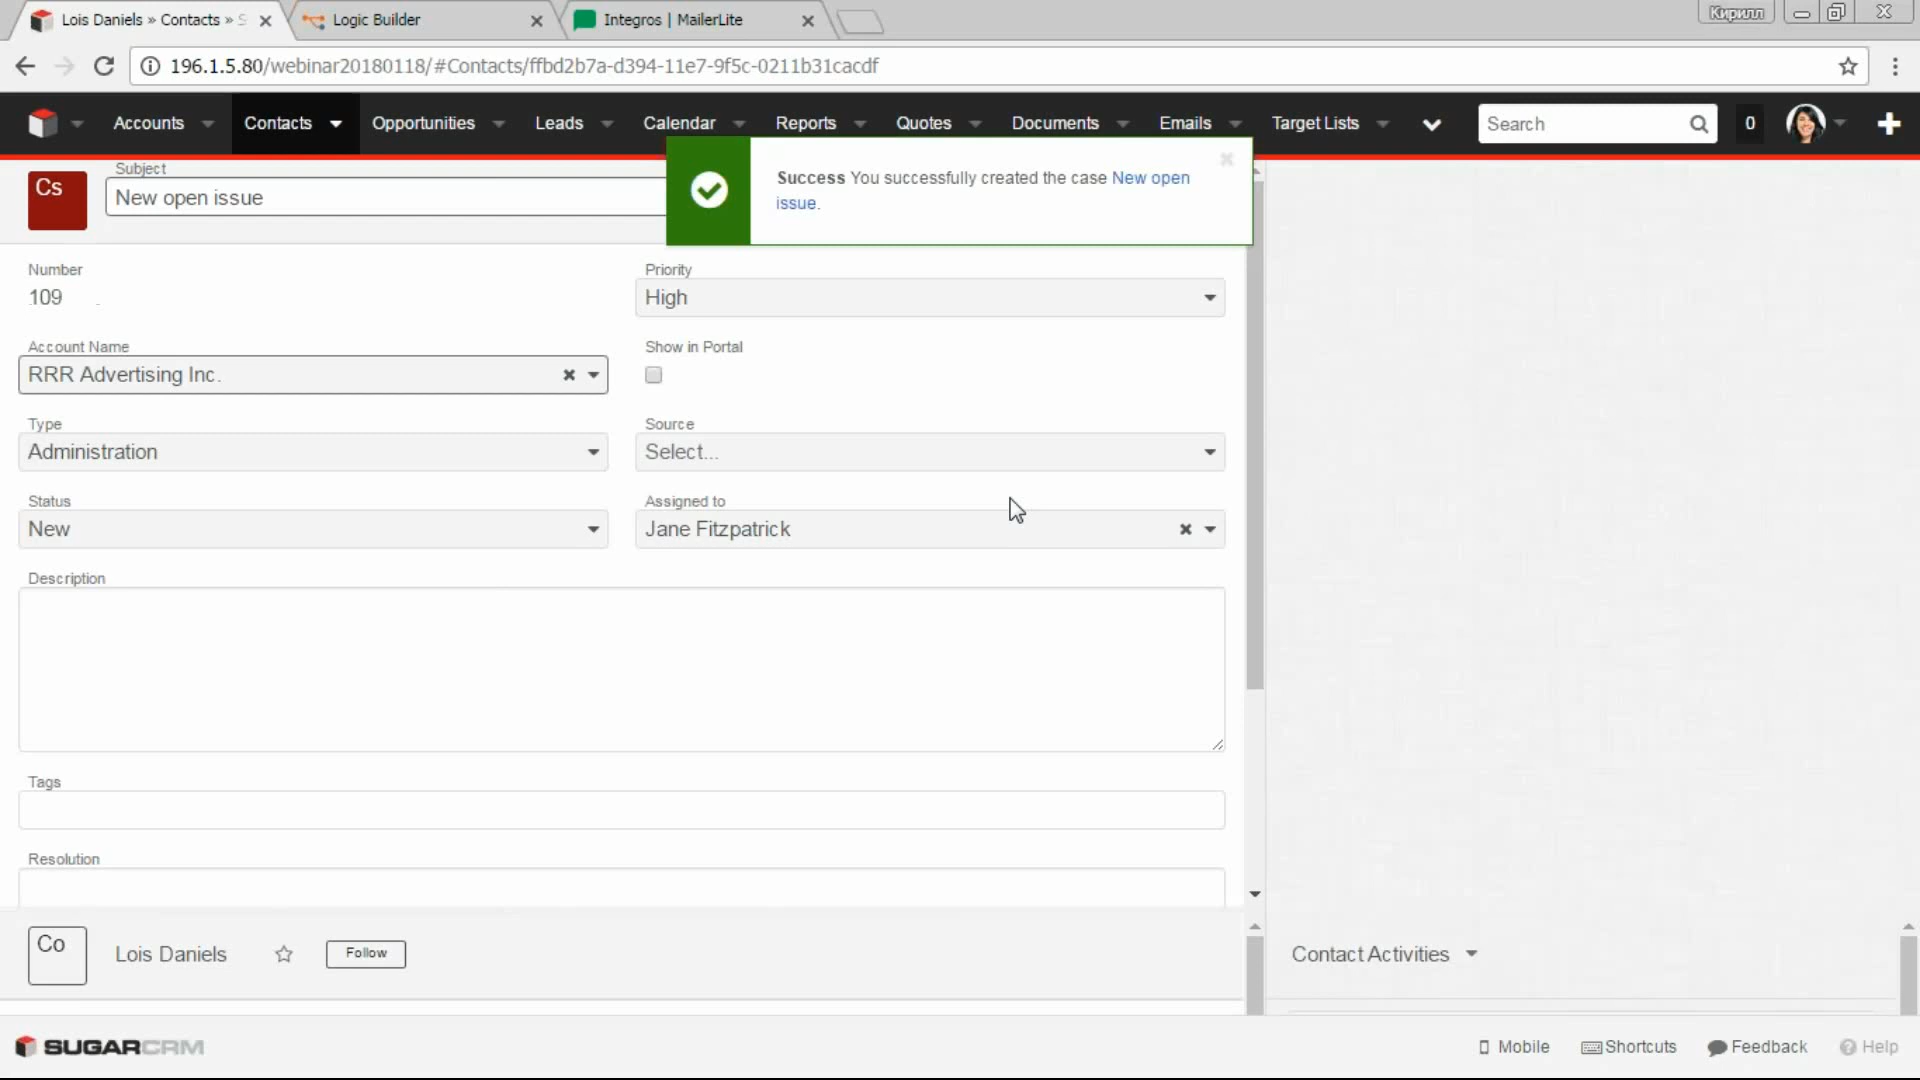 Lois Daniels » Contacts » S
Logic Builder
Integros | MailerLite
Кирилл
196.1.5.80/webinar20180118/#Contacts/ffbd2b7a-d394-11e7-9f5c-0211b31cacdf
Accounts
Contacts
Opportunities
Leads
Calendar
Reports
Quotes
Documents
Emails
Target Lists
Search
0
Cs
Subject
New open issue
Success You successfully created the case New open
issue.
Number
109
Priority
High
Account Name
RRR Advertising Inc.
Show in Portal
Type
Administration
Source
Select...
Status
New
Assigned to
Jane Fitzpatrick
Description
Tags
Resolution
Co
Lois Daniels
Follow
Contact Activities
SUGARCRM
Mobile
Shortcuts
Feedback
Help